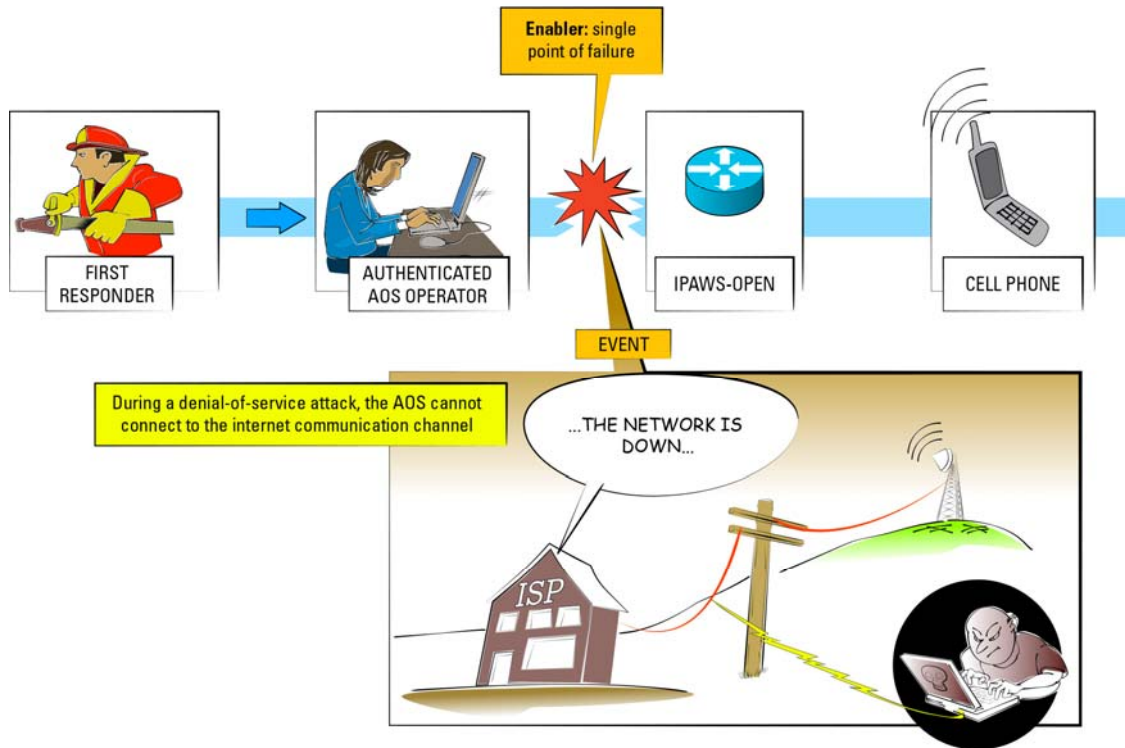 Enabler: single
point of failure
FIRST
RESPONDER
AUTHENTICATED
AOS OPERATOR
IPAWS-OPEN
CELL PHONE
EVENT
During a denial-of-service attack, the AOS cannot
connect to the internet communication channel
...THE NETWORK IS
DOWN...
ISP